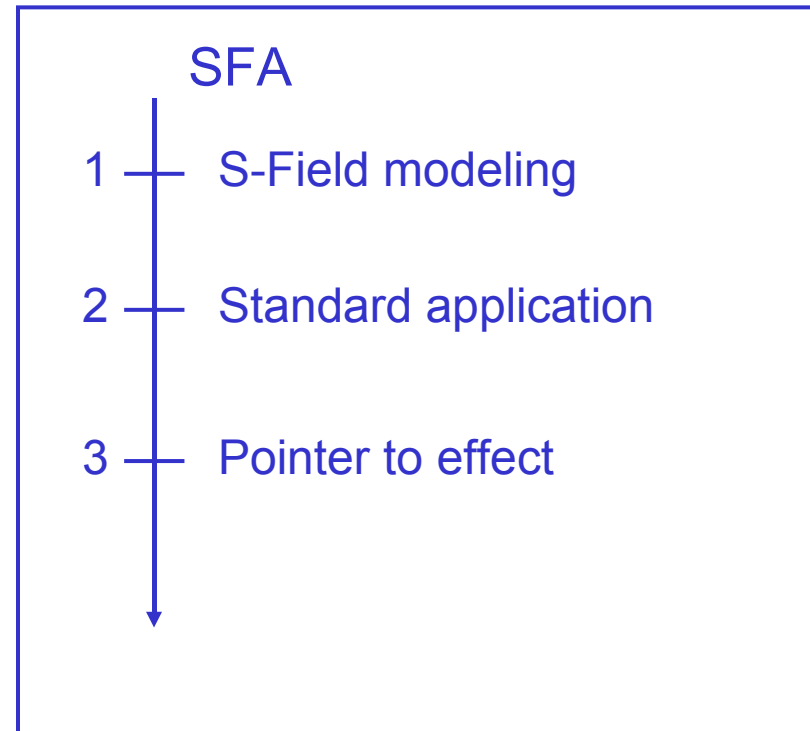 SFA
1 S-Field modeling
2 Standard application
3 Pointer to effect